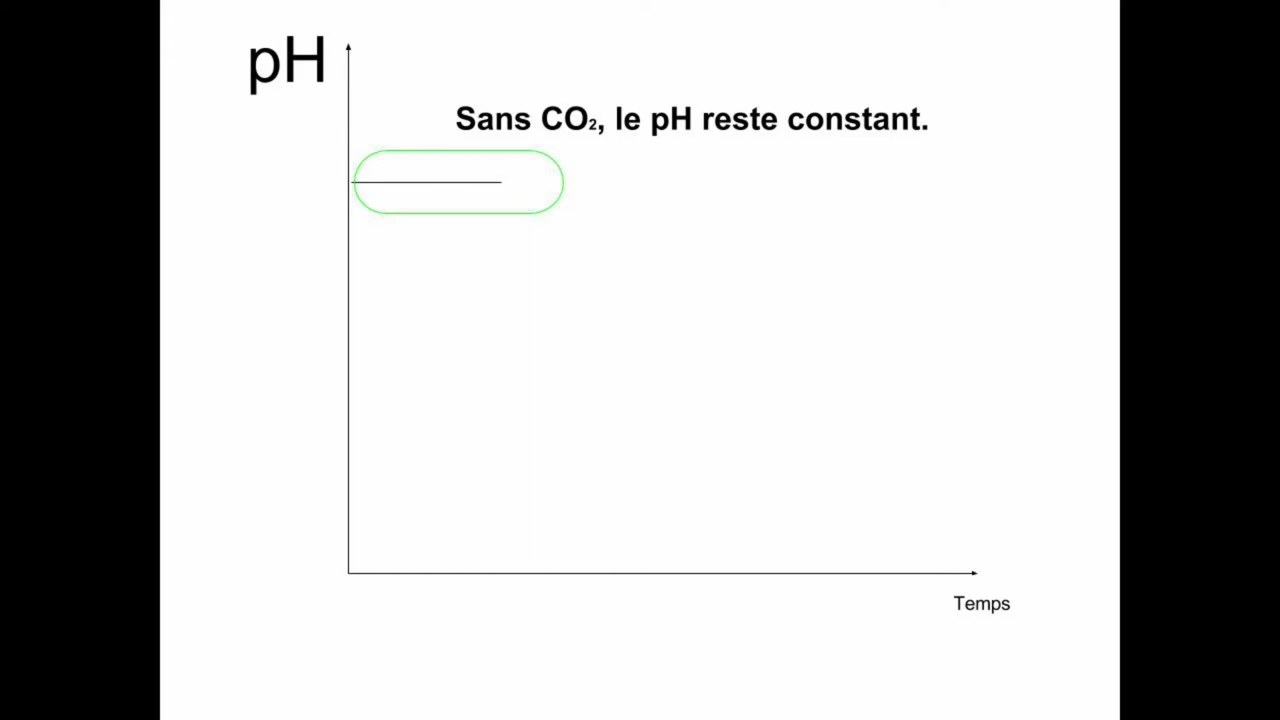 pH
Sans CO₂, le pH reste constant.
Temps